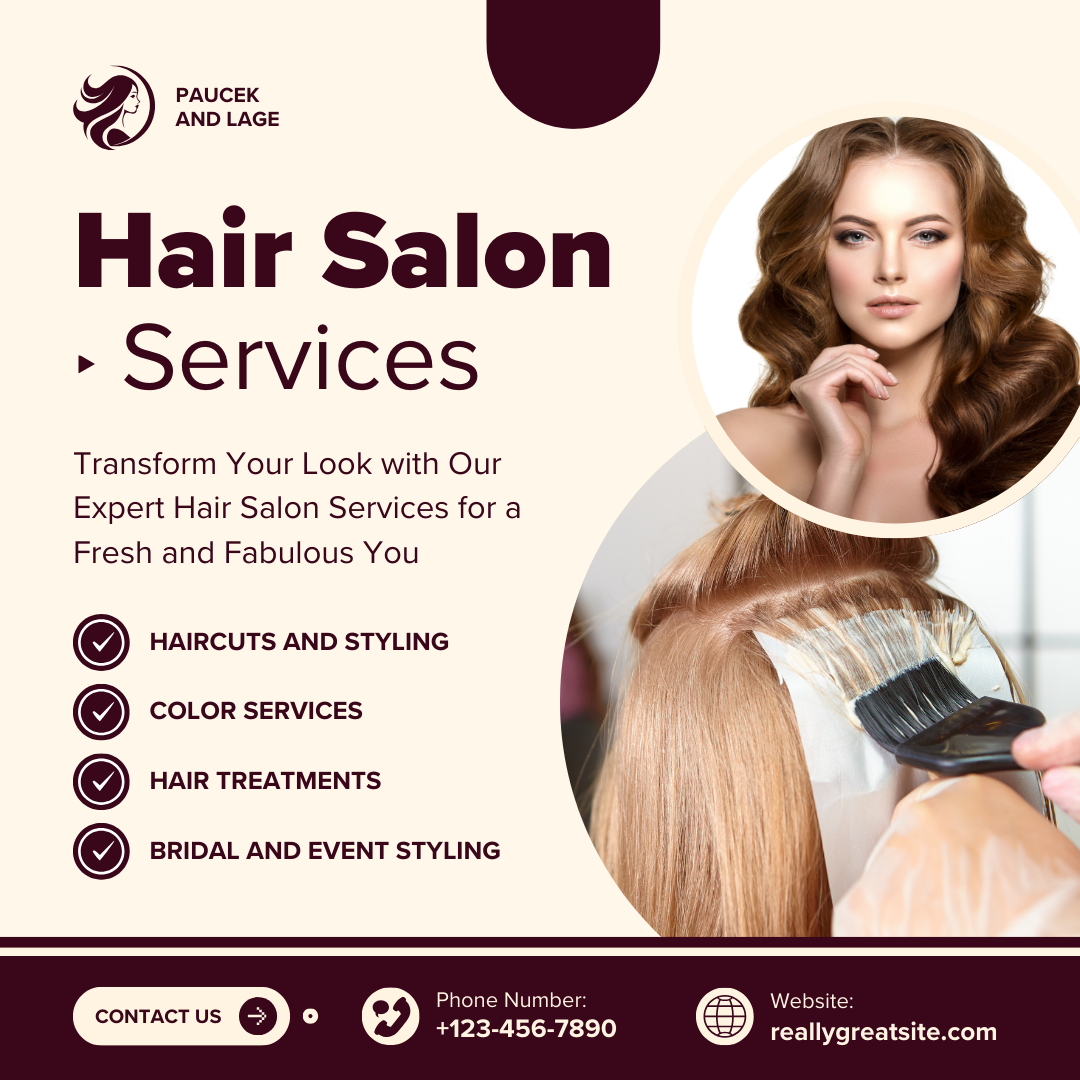 PAUCEK
AND LAGE
Hair Salon
Services
Transform Your Look with Our
Expert Hair Salon Services for a
Fresh and Fabulous You
HAIRCUTS AND STYLING
COLOR SERVICES
HAIR TREATMENTS
BRIDAL AND EVENT STYLING
CONTACT US
Phone Number:
+123-456-7890
Website:
reallygreatsite.com